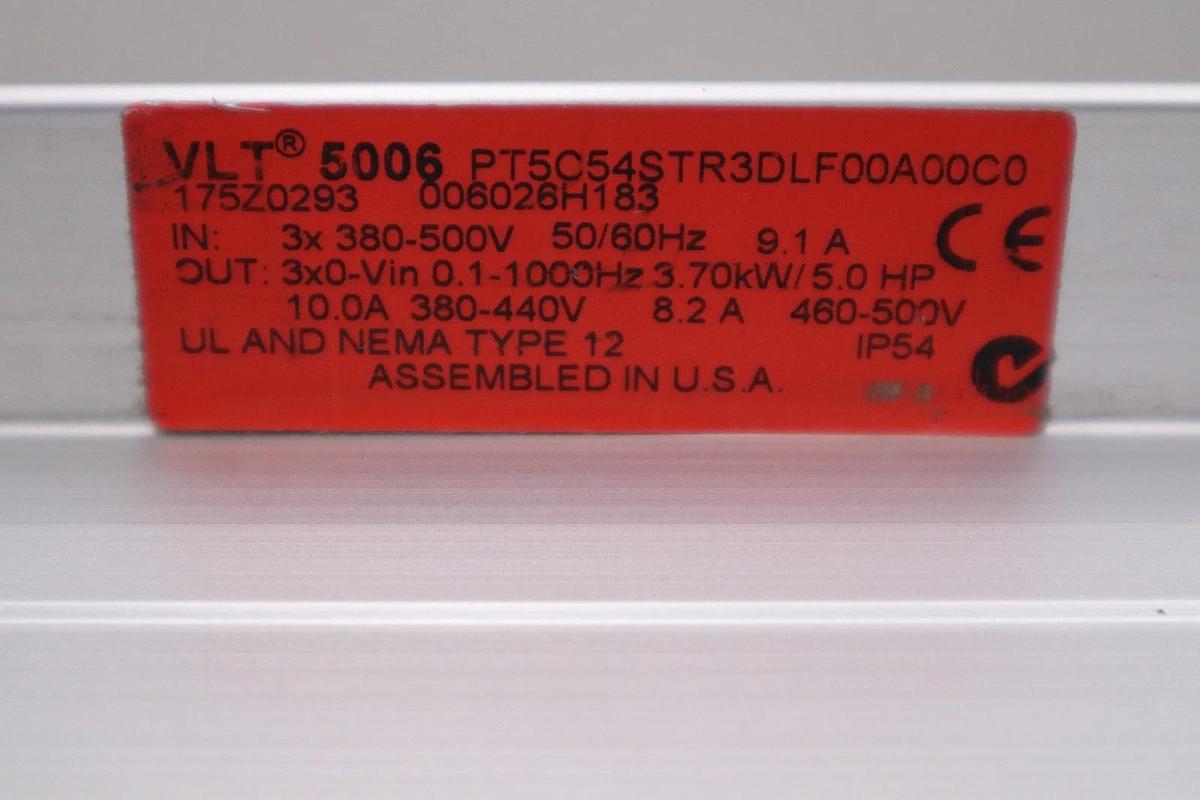 VLT® 5006 PT5C54STR3DLF00A00C0
175Z0293 006026H183
IN: 3x 380-500V 50/60Hz 9.1 A
OUT: 3x0-Vin 0.1-1000Hz 3.70kW/5.0 HP
10.0A 380-440V 8.2 A 460-500V
UL AND NEMA TYPE 12 IP54
ASSEMBLED IN U.S.A.
CE